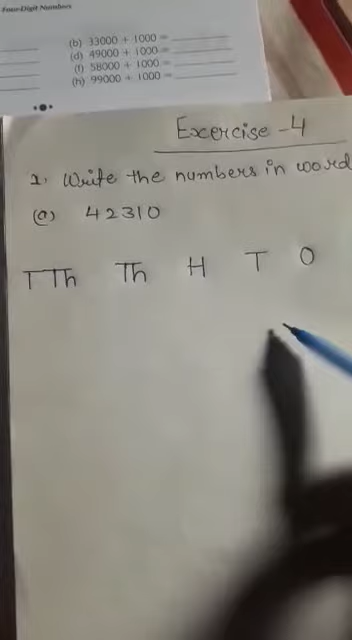 Four-Digit Numbers
(b) 33000 + 1000 =
(d) 49000 + 1000 =
(f) 58000 + 1000 =
(h) 99000 + 1000 =
Exercise - 4
1. Write the numbers in word
(a) 42310
T Th Th H T O